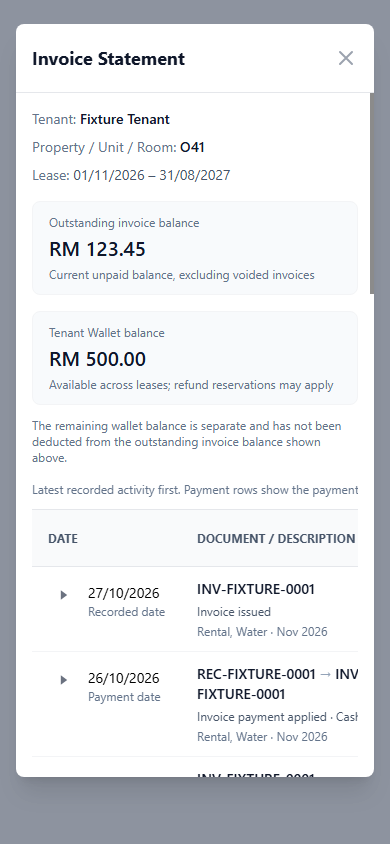 Invoice Statement
Tenant: Fixture Tenant
Property / Unit / Room: O41
Lease: 01/11/2026 – 31/08/2027
Outstanding invoice balance
RM 123.45
Current unpaid balance, excluding voided invoices
Tenant Wallet balance
RM 500.00
Available across leases; refund reservations may apply
The remaining wallet balance is separate and has not been
deducted from the outstanding invoice balance shown
above.
Latest recorded activity first. Payment rows show the payment
DATE DOCUMENT / DESCRIPTION
27/10/2026 INV-FIXTURE-0001
Recorded date Invoice issued
Rental, Water · Nov 2026
26/10/2026 REC-FIXTURE-0001 → INV
Payment date FIXTURE-0001
Invoice payment applied · Cash
Rental, Water · Nov 2026
INV-FIXTURE-0001